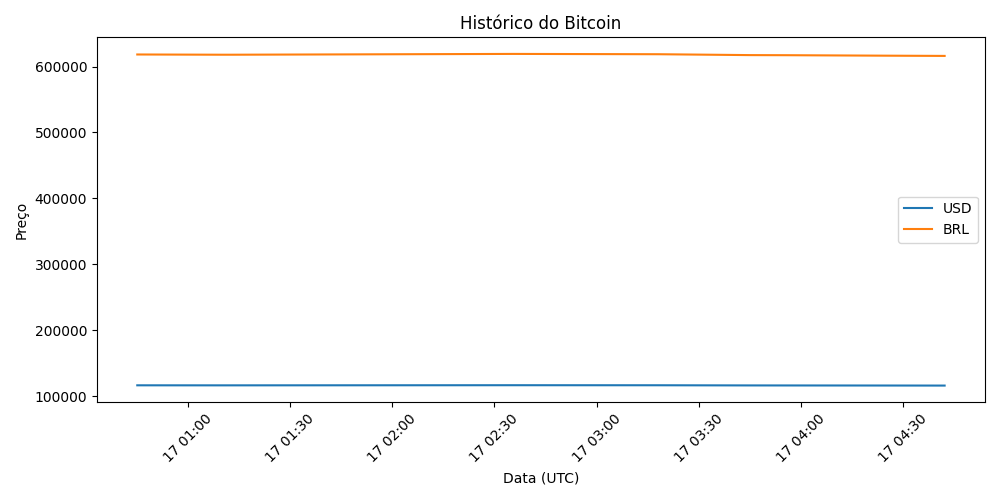 Histórico do Bitcoin
Preço
600000
500000
400000
300000
200000
100000
USD
BRL
17 01:00
17 01:30
17 02:00
17 02:30
17 03:00
17 03:30
17 04:00
17 04:30
Data (UTC)